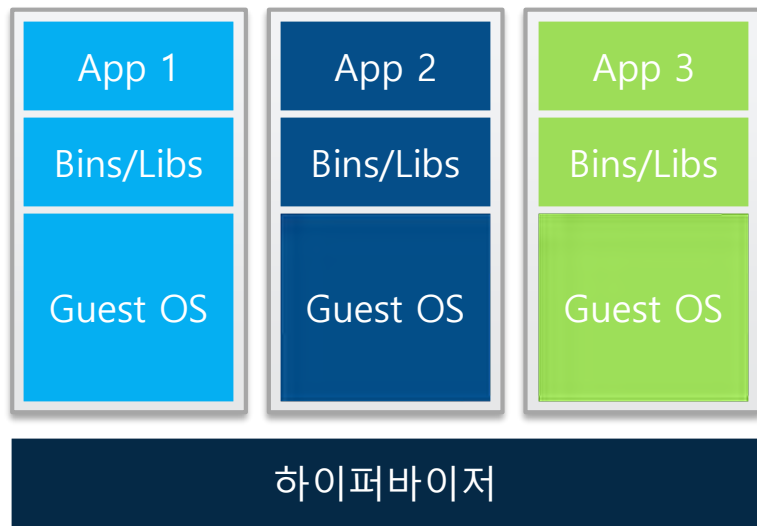 App 1
Bins/Libs
Guest OS
App 2
Bins/Libs
Guest OS
App 3
Bins/Libs
Guest OS
하이퍼바이저